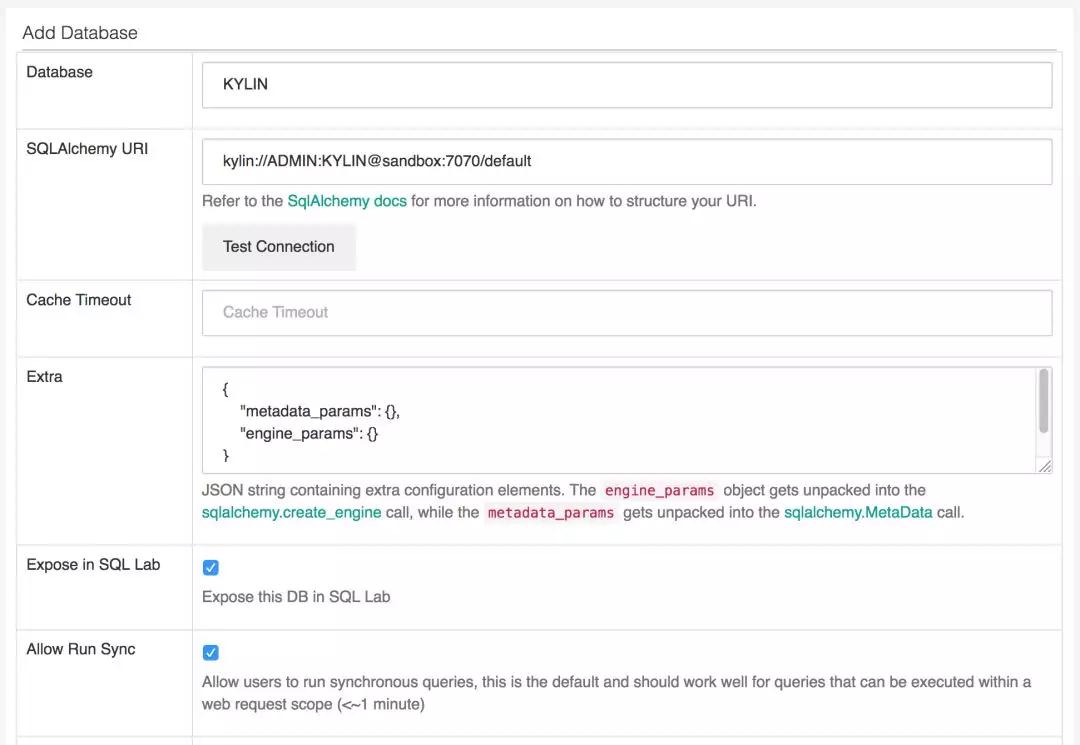 Add Database
Database
KYLIN
SQLAlchemy URI
kylin://ADMIN:KYLIN@sandbox:7070/default
Refer to the SqlAlchemy docs for more information on how to structure your URI.
Test Connection
Cache Timeout
Cache Timeout
Extra
{
"metadata_params": {},
"engine_params": {}
}
JSON string containing extra configuration elements. The engine_params object gets unpacked into the
sqlalchemy.create_engine call, while the metadata_params gets unpacked into the sqlalchemy.MetaData call.
Expose in SQL Lab
Expose this DB in SQL Lab
Allow Run Sync
Allow users to run synchronous queries, this is the default and should work well for queries that can be executed within a
web request scope (<~1 minute)